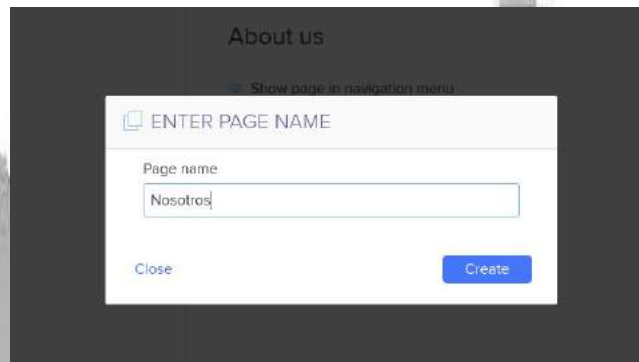 About us
Show page in navigation menu
ENTER PAGE NAME
Page name
Nosotros
Close
Create